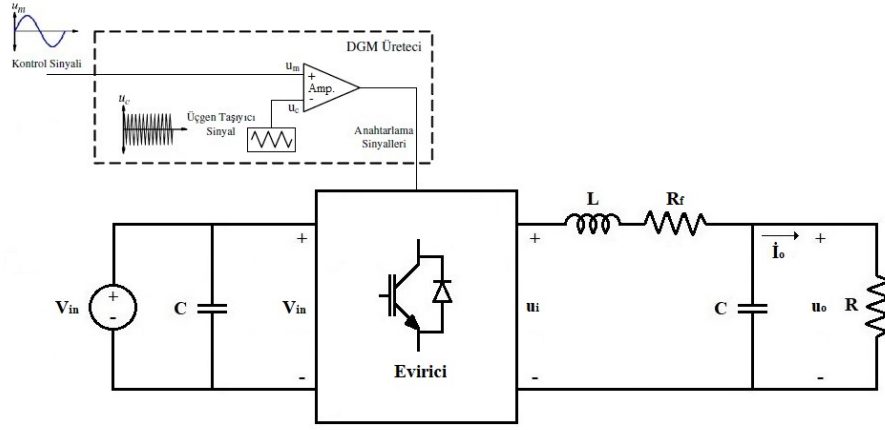 u_m
Kontrol Sinyali
DGM Üreteci
u_m
+
Amp.
-
u_c
u_c
Üçgen Taşıyıcı
Sinyal
Anahtarlama
Sinyalleri
L
R_f
+
+
+
İ_o
V_in
+
-
C
V_in
u_i
C
u_o
R
Evirici
-
-
-